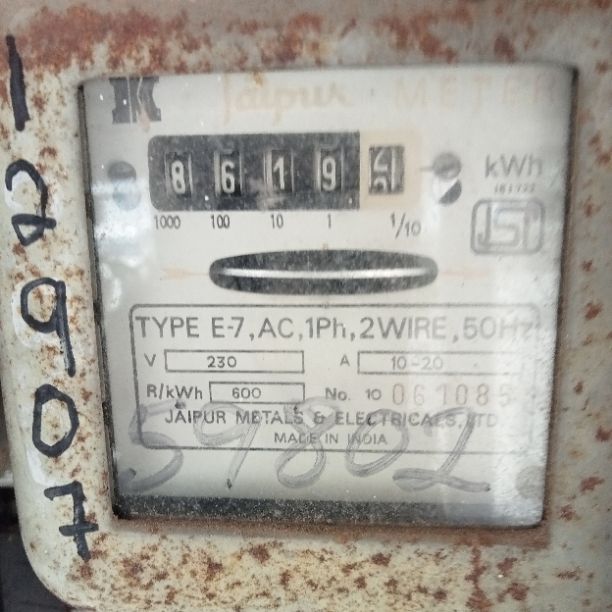 Jaipur METER
8 6 1 9
kWh
1000 100 10 1 1/10
ISI
TYPE E-7, AC, 1Ph, 2WIRE, 50Hz
V 230 A 10-20
R/kWh 600 No. 10 061085
JAIPUR METALS & ELECTRICALS, LTD
MADE IN INDIA
59802
12907